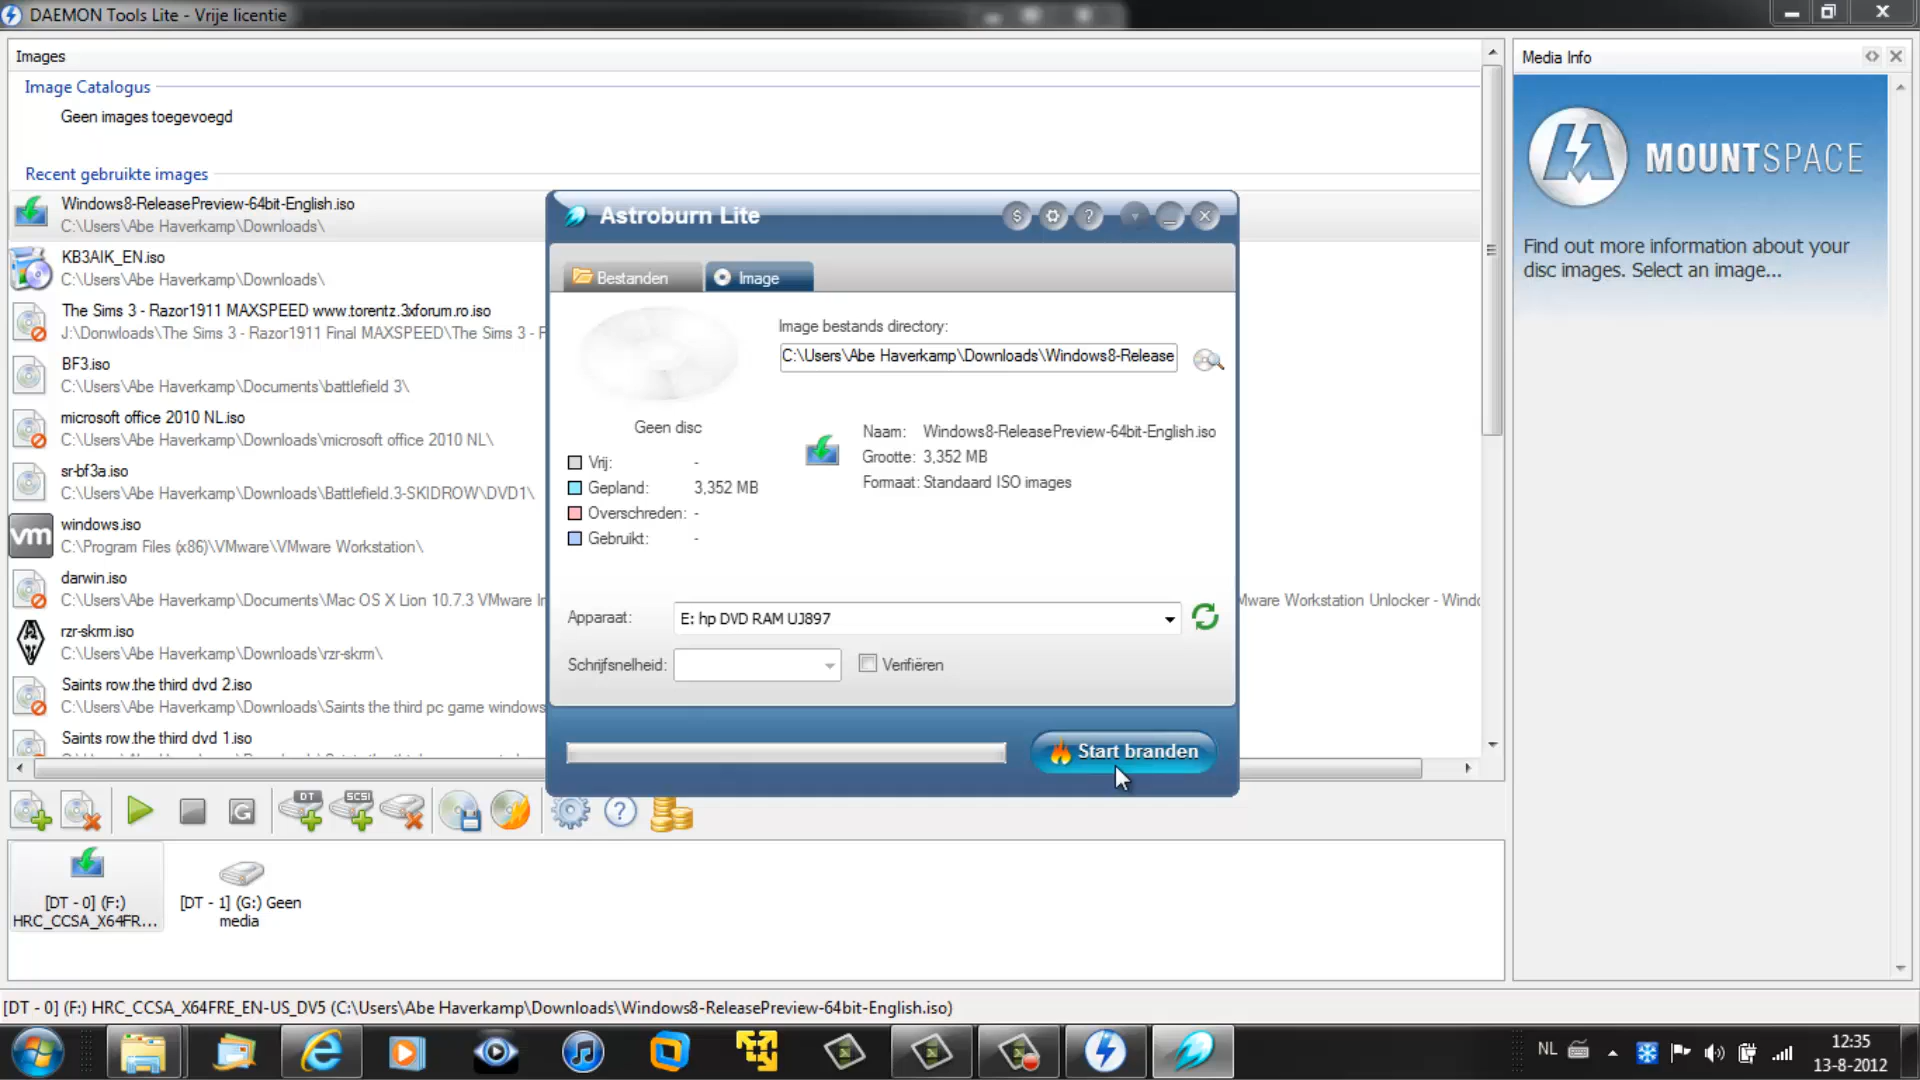 DAEMON Tools Lite - Vrije licentie
Images
Image Catalogus
Geen images toegevoegd
Recent gebruikte images
Windows8-ReleasePreview-64bit-English.iso
C:\Users\Abe Haverkamp\Downloads\
KB3AIK_EN.iso
C:\Users\Abe Haverkamp\Downloads\
The Sims 3 - Razor1911 MAXSPEED www.torentz.3xforum.ro.iso
J:\Donwloads\The Sims 3 - Razor1911 Final MAXSPEED\The Sims 3 - F
BF3.iso
C:\Users\Abe Haverkamp\Documents\battlefield 3\
microsoft office 2010 NL.iso
C:\Users\Abe Haverkamp\Downloads\microsoft office 2010 NL\
sr-bf3a.iso
C:\Users\Abe Haverkamp\Downloads\Battlefield.3-SKIDROW\DVD1\
vm
windows.iso
C:\Program Files (x86)\VMware\VMware Workstation\
darwin.iso
C:\Users\Abe Haverkamp\Documents\Mac OS X Lion 10.7.3 VMware Ir
Mware Workstation Unlocker - Windo
rzr-skrm.iso
C:\Users\Abe Haverkamp\Downloads\rzr-skrm\
Saints row.the third dvd 2.iso
C:\Users\Abe Haverkamp\Downloads\Saints the third pc game windows
Saints row.the third dvd 1.iso
Astroburn Lite
$
?
Bestanden
Image
Image bestands directory:
C:\Users\Abe Haverkamp\Downloads\Windows8-Release
Geen disc
Vrij: -
Gepland: 3,352 MB
Overschreden: -
Gebruikt: -
Naam: Windows8-ReleasePreview-64bit-English.iso
Grootte: 3,352 MB
Formaat: Standaard ISO images
Apparaat: E: hp DVD RAM UJ897
Schrijfsnelheid:
Verifiëren
Start branden
Media Info
MOUNTSPACE
Find out more information about your
disc images. Select an image...
G
DT
SCSI
?
[DT - 0] (F:)
HRC_CCSA_X64FR...
[DT - 1] (G:) Geen
media
[DT - 0] (F:) HRC_CCSA_X64FRE_EN-US_DV5 (C:\Users\Abe Haverkamp\Downloads\Windows8-ReleasePreview-64bit-English.iso)
NL
12:35
13-8-2012